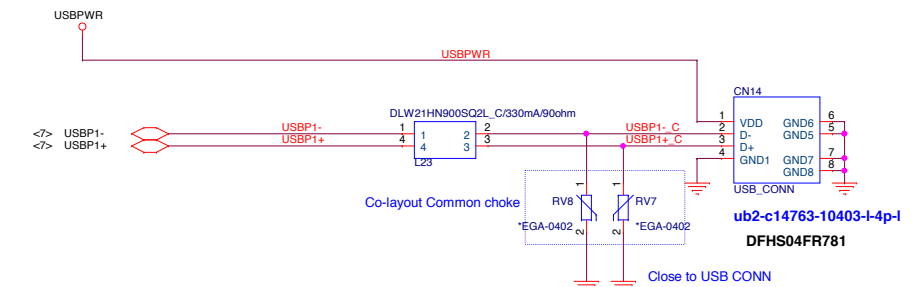 USBPWR
USBPWR
CN14
DLW21HN900SQ2L_C/330mA/90ohm
<7> USBP1- USBP1- 1 1 2 2 USBP1-_C
<7> USBP1+ USBP1+ 4 4 3 3 USBP1+_C
L23
1 VDD GND6 6
2 D- GND5 5
3 D+ GND7 7
4 GND1 GND8 8
USB_CONN
1 1
Co-layout Common choke RV8 RV7
*EGA-0402 *EGA-0402
2 2
ub2-c14763-10403-l-4p-l
DFHS04FR781
Close to USB CONN